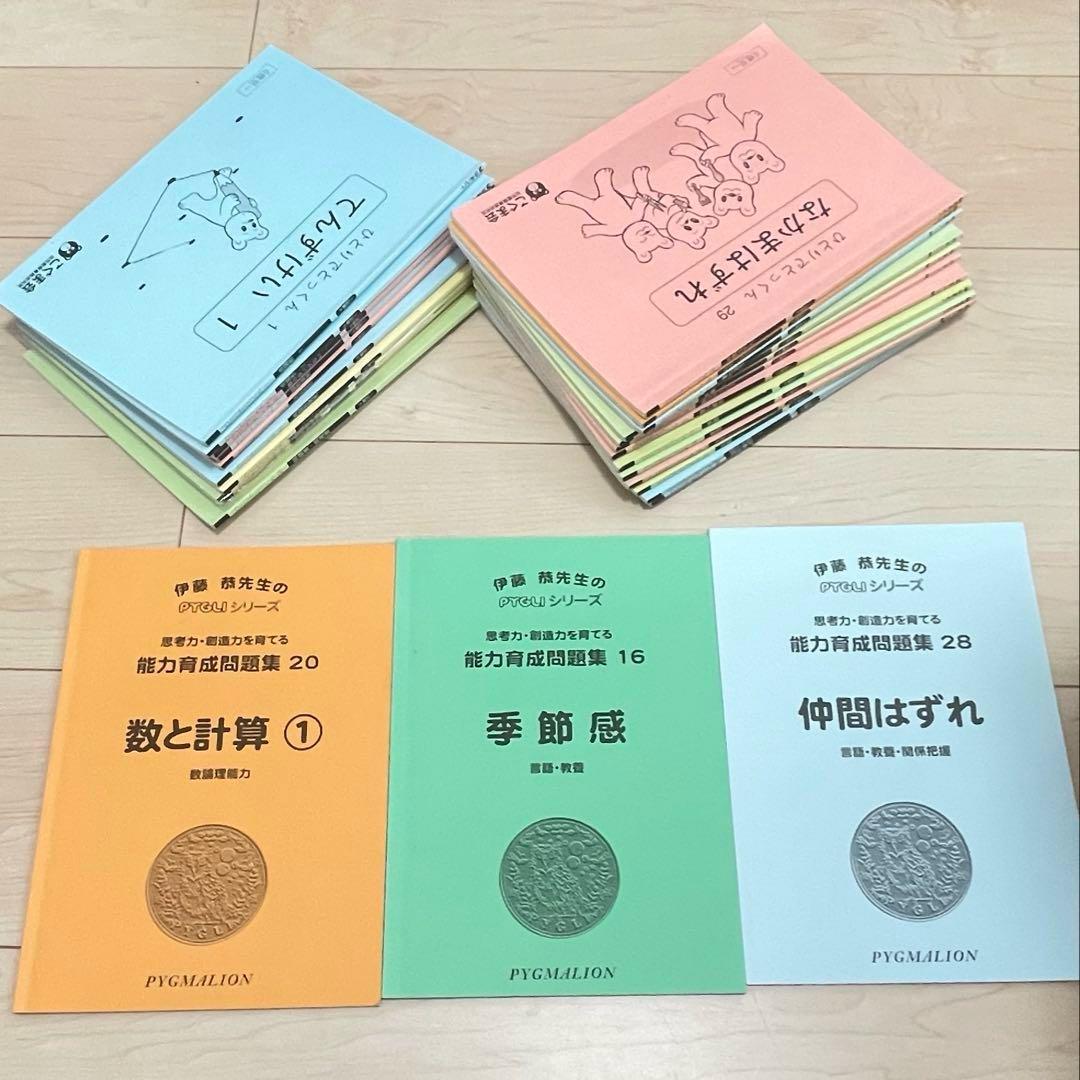 こぐま会
てんずけい 1
ひとりでとっくん 1
こぐま会
なかまはずれ
ひとりでとっくん 29
伊藤 恭先生の
PYGLIシリーズ
思考力・創造力を育てる
能力育成問題集 20
数と計算 ①
数論理能力
PYGLI
PYGMALION
伊藤 恭先生の
PYGLIシリーズ
思考力・創造力を育てる
能力育成問題集 16
季節感
言語・教養
PYGLI
PYGMALION
伊藤 恭先生の
PYGLIシリーズ
思考力・創造力を育てる
能力育成問題集 28
仲間はずれ
言語・教養・関係把握
PYGLI
PYGMALION